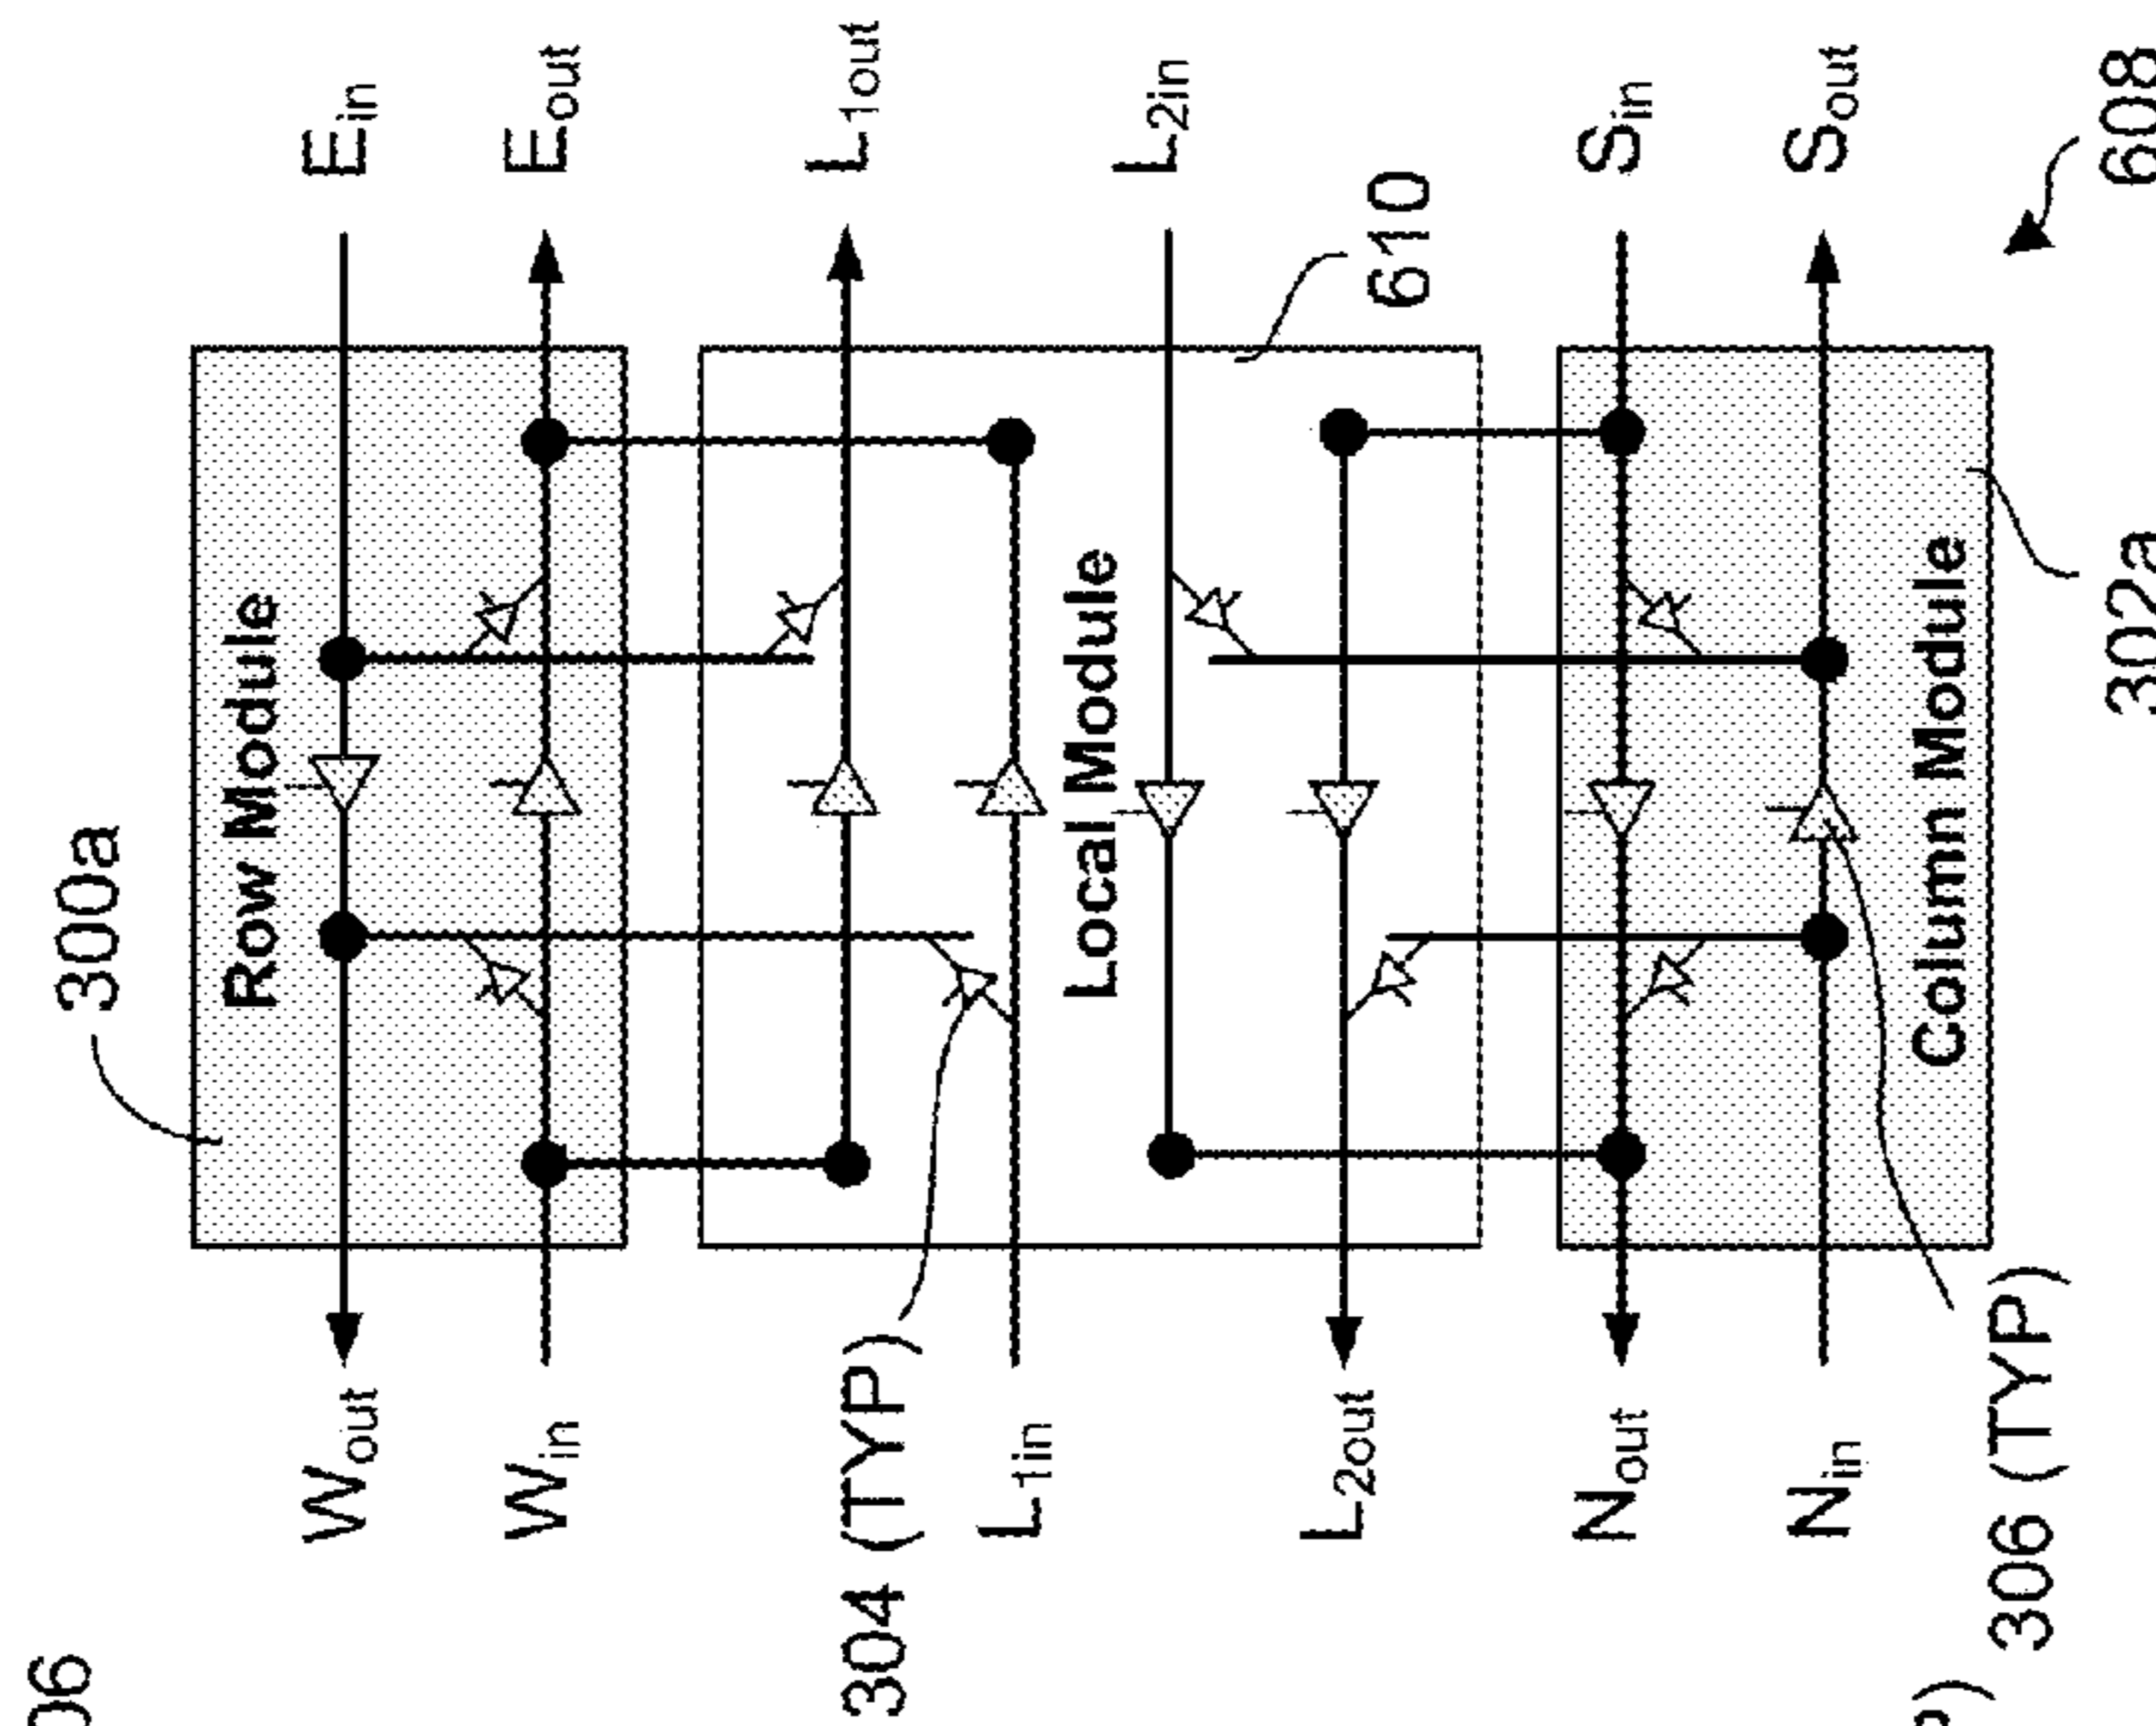 300a
Row Module
E_in
E_out
W_out
W_in
L_1out
L_1in
304 (TYP)
Local Module
610
L_2in
L_2out
S_in
S_out
N_out
N_in
Column Module
302a
306 (TYP)
608
06